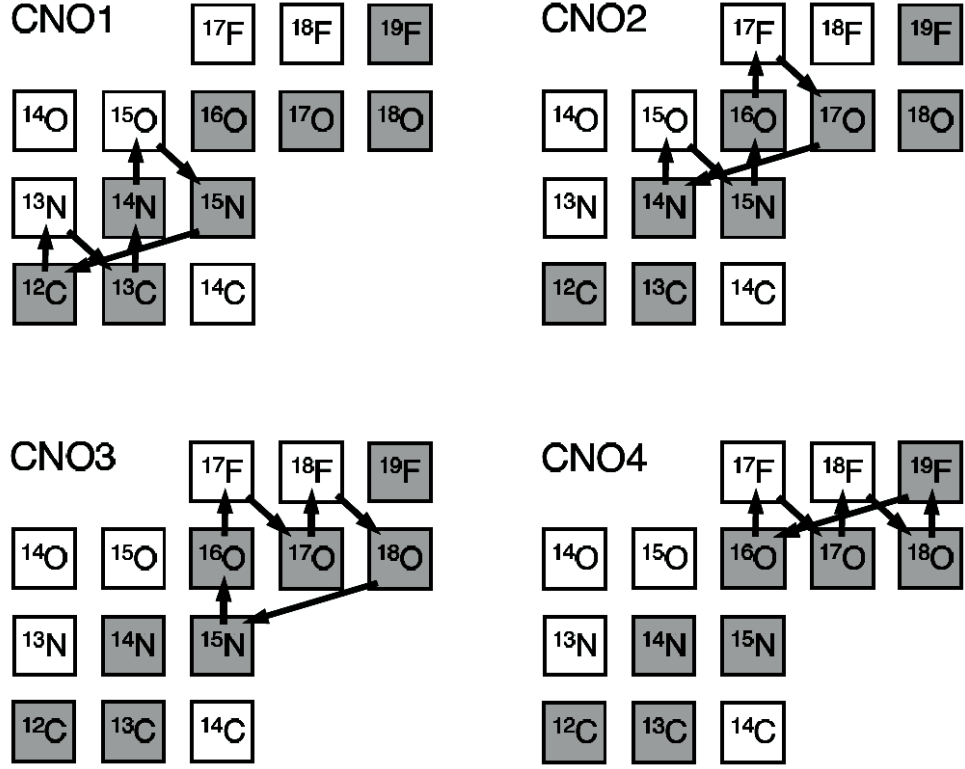 CNO1
¹⁷F ¹⁸F ¹⁹F
¹⁴O ¹⁵O ¹⁶O ¹⁷O ¹⁸O
¹³N ¹⁴N ¹⁵N
¹²C ¹³C ¹⁴C
CNO2
¹⁷F ¹⁸F ¹⁹F
¹⁴O ¹⁵O ¹⁶O ¹⁷O ¹⁸O
¹³N ¹⁴N ¹⁵N
¹²C ¹³C ¹⁴C
CNO3
¹⁷F ¹⁸F ¹⁹F
¹⁴O ¹⁵O ¹⁶O ¹⁷O ¹⁸O
¹³N ¹⁴N ¹⁵N
¹²C ¹³C ¹⁴C
CNO4
¹⁷F ¹⁸F ¹⁹F
¹⁴O ¹⁵O ¹⁶O ¹⁷O ¹⁸O
¹³N ¹⁴N ¹⁵N
¹²C ¹³C ¹⁴C